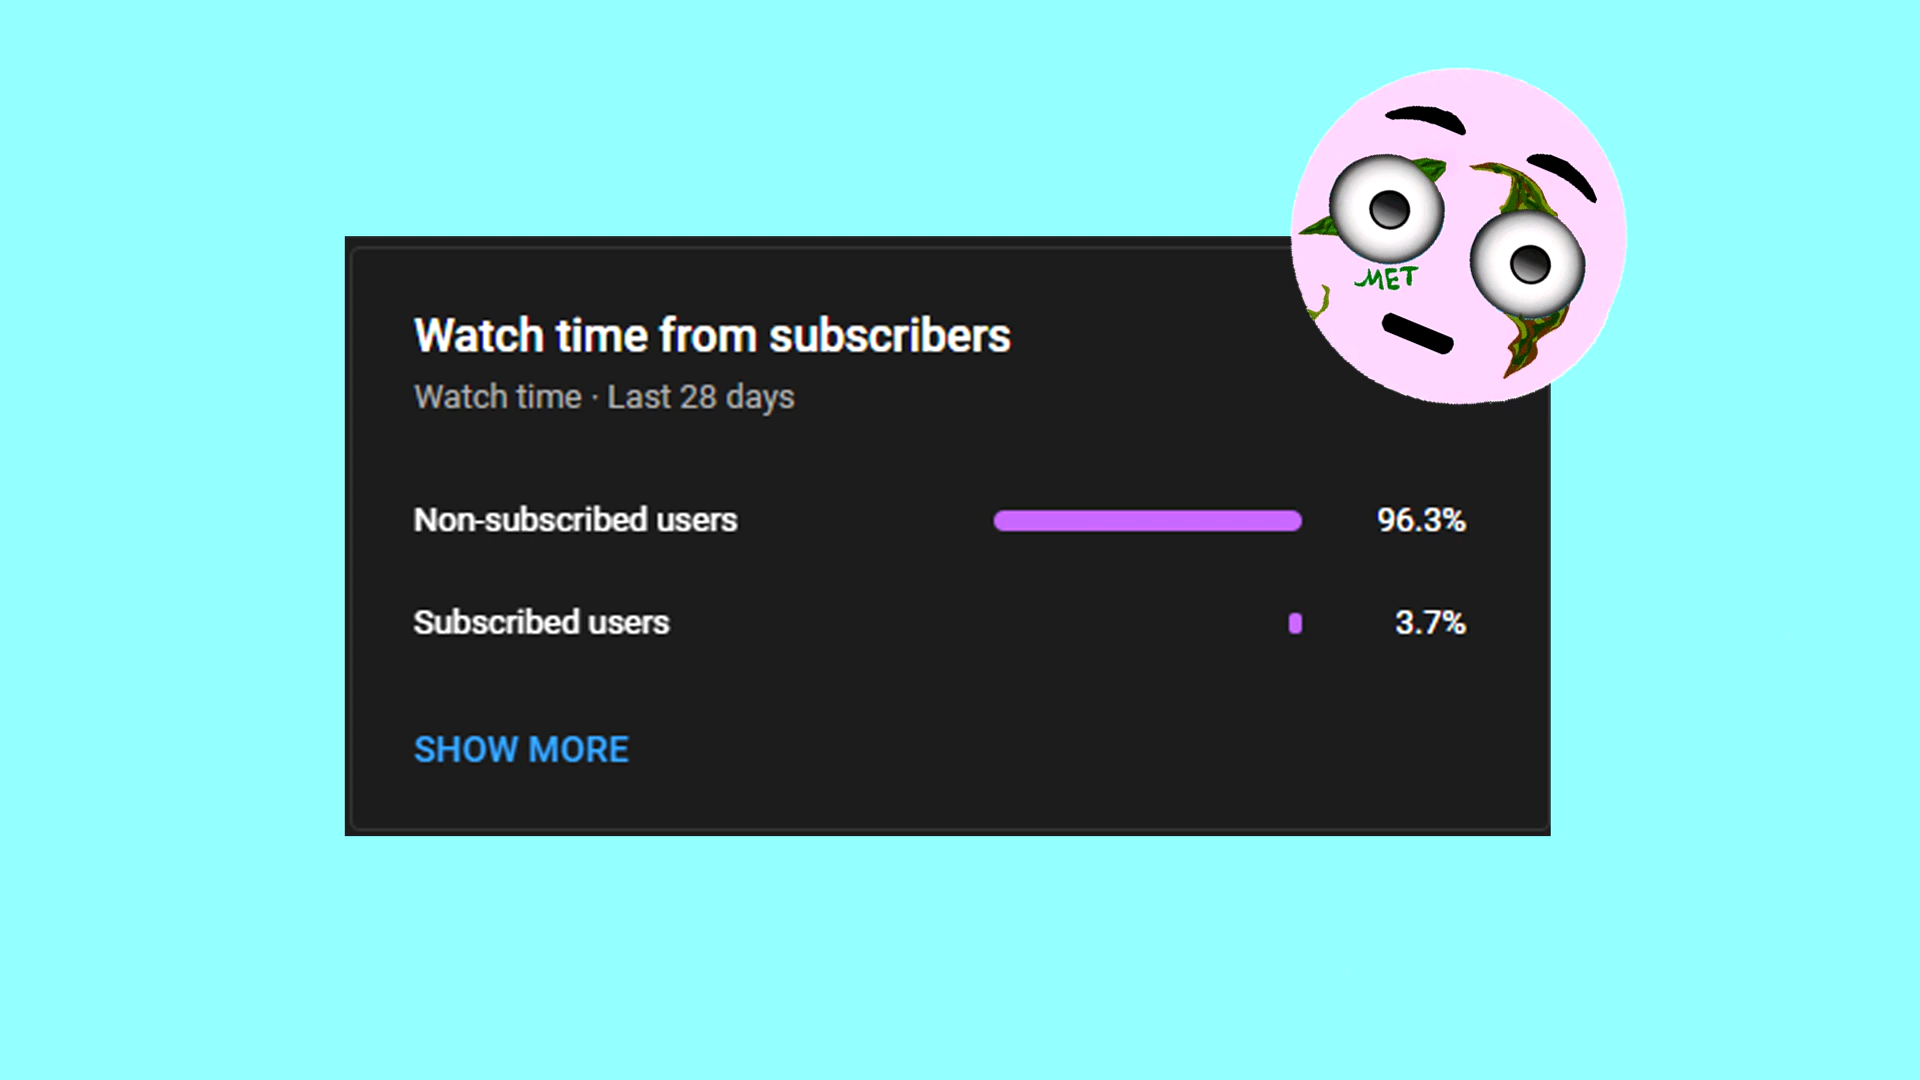 MET
Watch time from subscribers
Watch time · Last 28 days
Non-subscribed users 96.3%
Subscribed users 3.7%
SHOW MORE